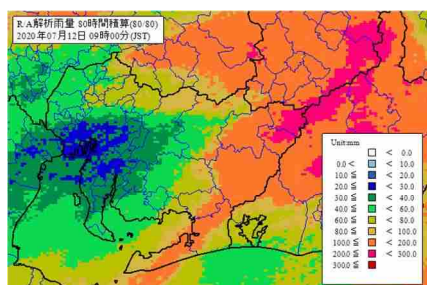 R.A解析雨量 80時間積算(80/80)
2020年07月12日 09時00分(JST)
Unit:mm
< 0.0
0.0 < < 10.0
10.0 ≦ < 20.0
20.0 ≦ < 30.0
30.0 ≦ < 40.0
40.0 ≦ < 60.0
60.0 ≦ < 80.0
80.0 ≦ < 100.0
100.0 ≦ < 200.0
200.0 ≦ < 300.0
300.0 ≦